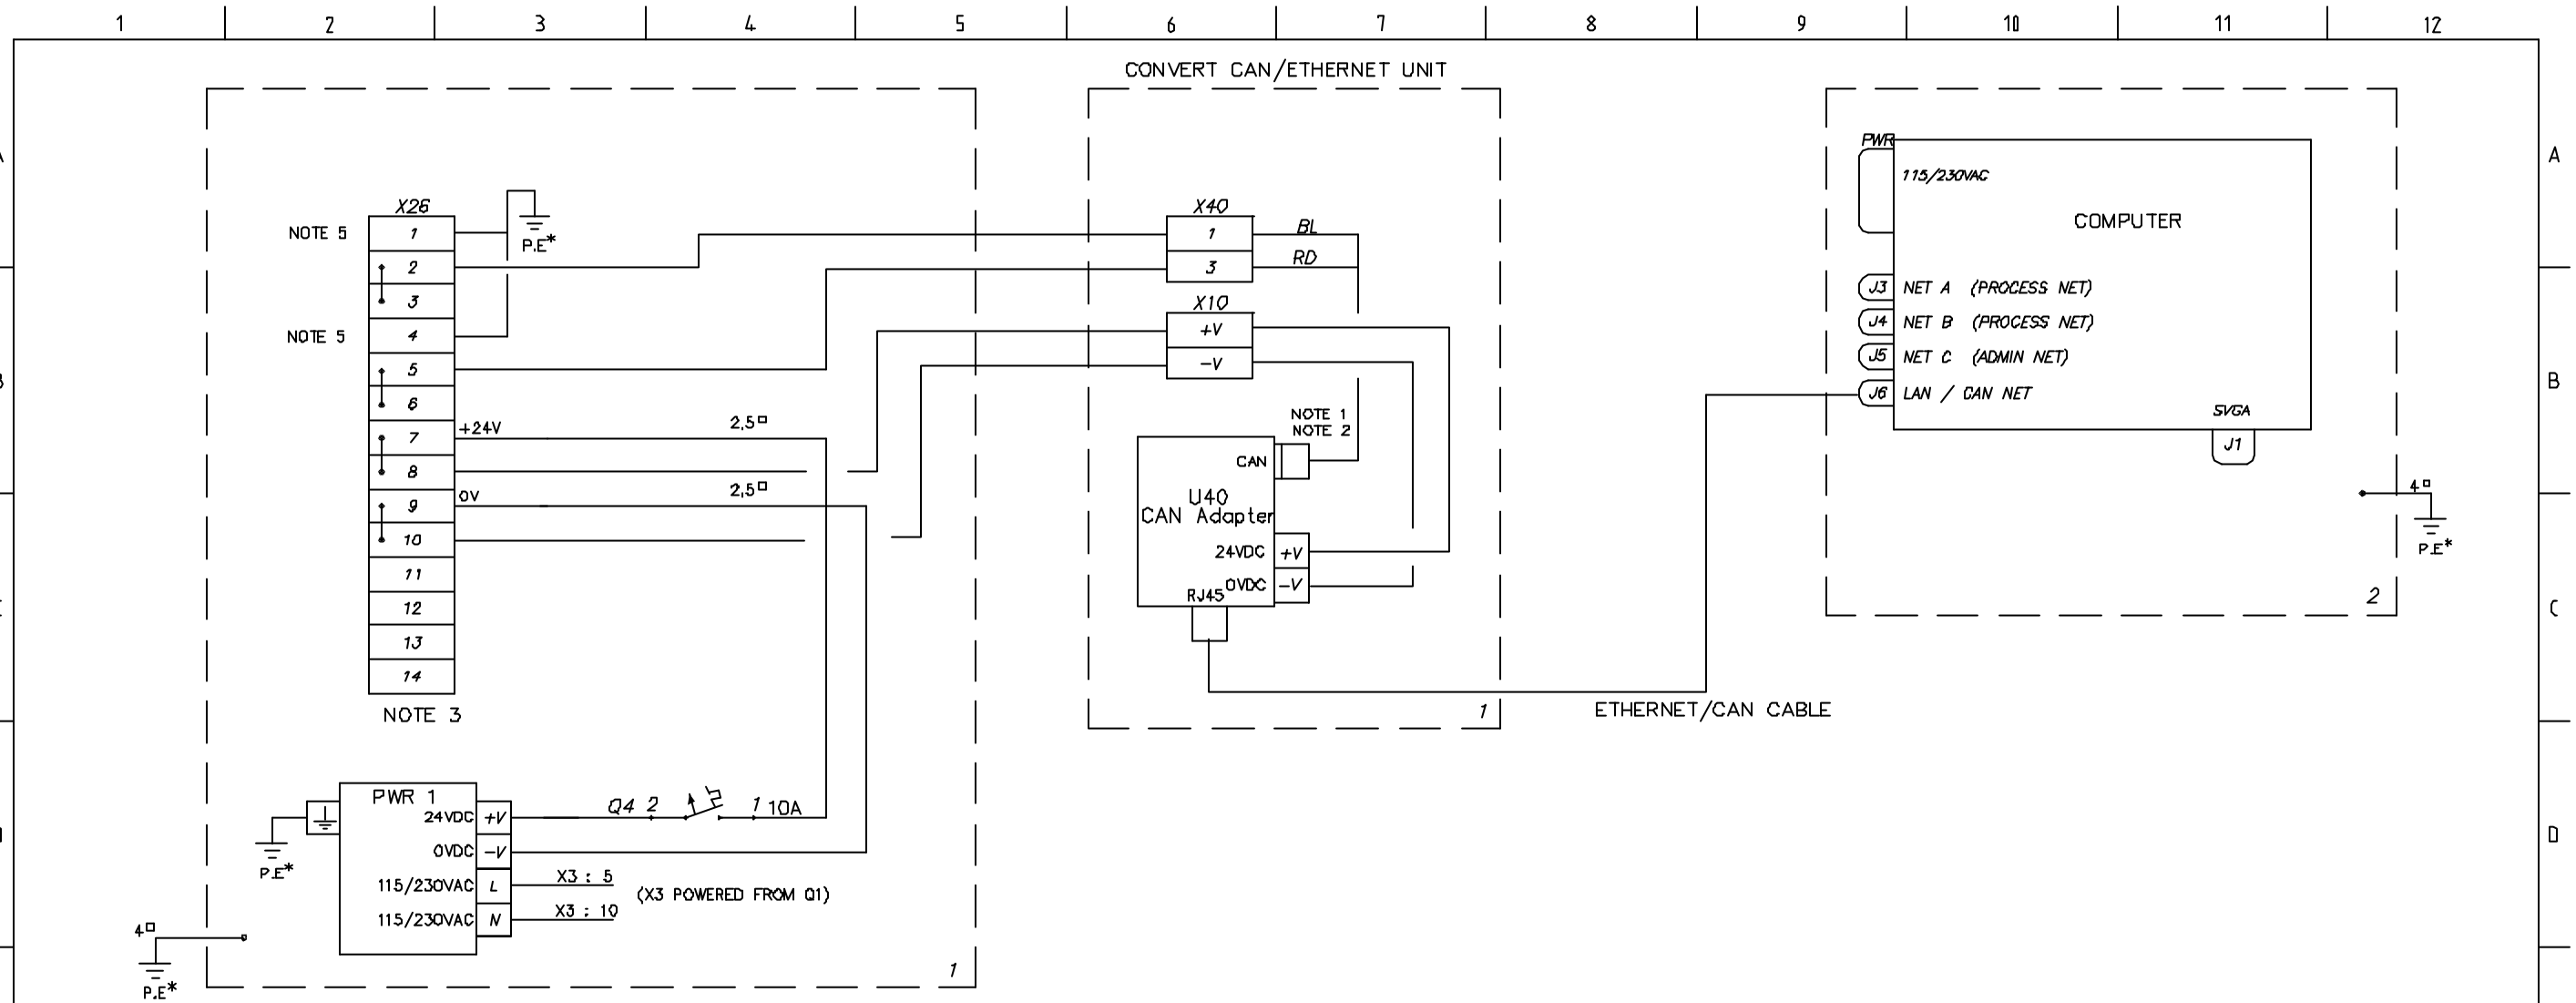 1 2 3 4 5 6 7 8 9 10 11 12
CONVERT CAN/ETHERNET UNIT
A
B
C
D
X26
NOTE 5
1
2
3
NOTE 5
4
5
6
7
8
9
10
11
12
13
14
NOTE 3
P.E*
+24V
2,5
0V
2,5
PWR 1
24VDC +V
0VDC -V
115/230VAC L
115/230VAC N
Q4 2 1 10A
X3 : 5
X3 : 10
(X3 POWERED FROM Q1)
P.E*
4
P.E*
1
X40
1 BL
3 RD
X10
+V
-V
NOTE 1
NOTE 2
CAN
U40
CAN Adapter
24VDC +V
0VDC -V
RJ45
1
ETHERNET/CAN CABLE
PWR
115/230VAC
COMPUTER
J3 NET A (PROCESS NET)
J4 NET B (PROCESS NET)
J5 NET C (ADMIN NET)
J6 LAN / CAN NET
SVGA
J1
4
P.E*
2
A
B
C
D